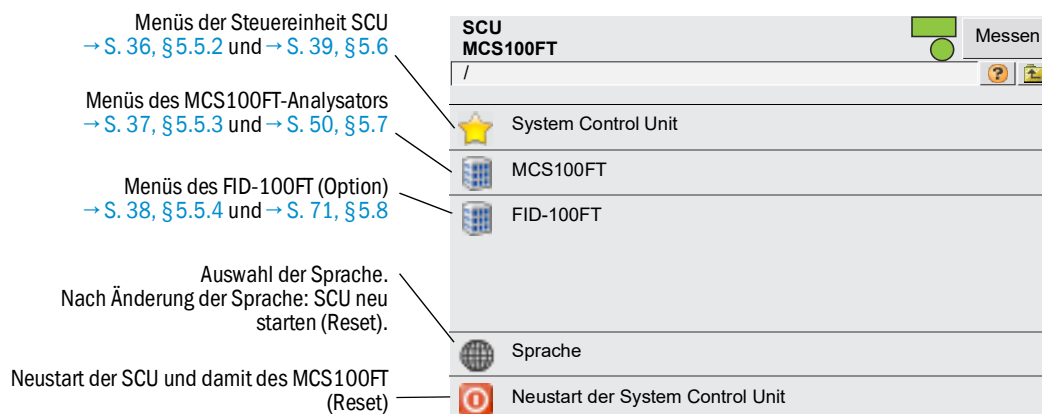 Menüs der Steuereinheit SCU
→ S. 36, §5.5.2 und → S. 39, §5.6
Menüs des MCS100FT-Analysators
→ S. 37, §5.5.3 und → S. 50, §5.7
Menüs des FID-100FT (Option)
→ S. 38, §5.5.4 und → S. 71, §5.8
Auswahl der Sprache.
Nach Änderung der Sprache: SCU neu
starten (Reset).
Neustart der SCU und damit des MCS100FT
(Reset)
SCU
MCS100FT
Messen
/
?
System Control Unit
MCS100FT
FID-100FT
Sprache
Neustart der System Control Unit